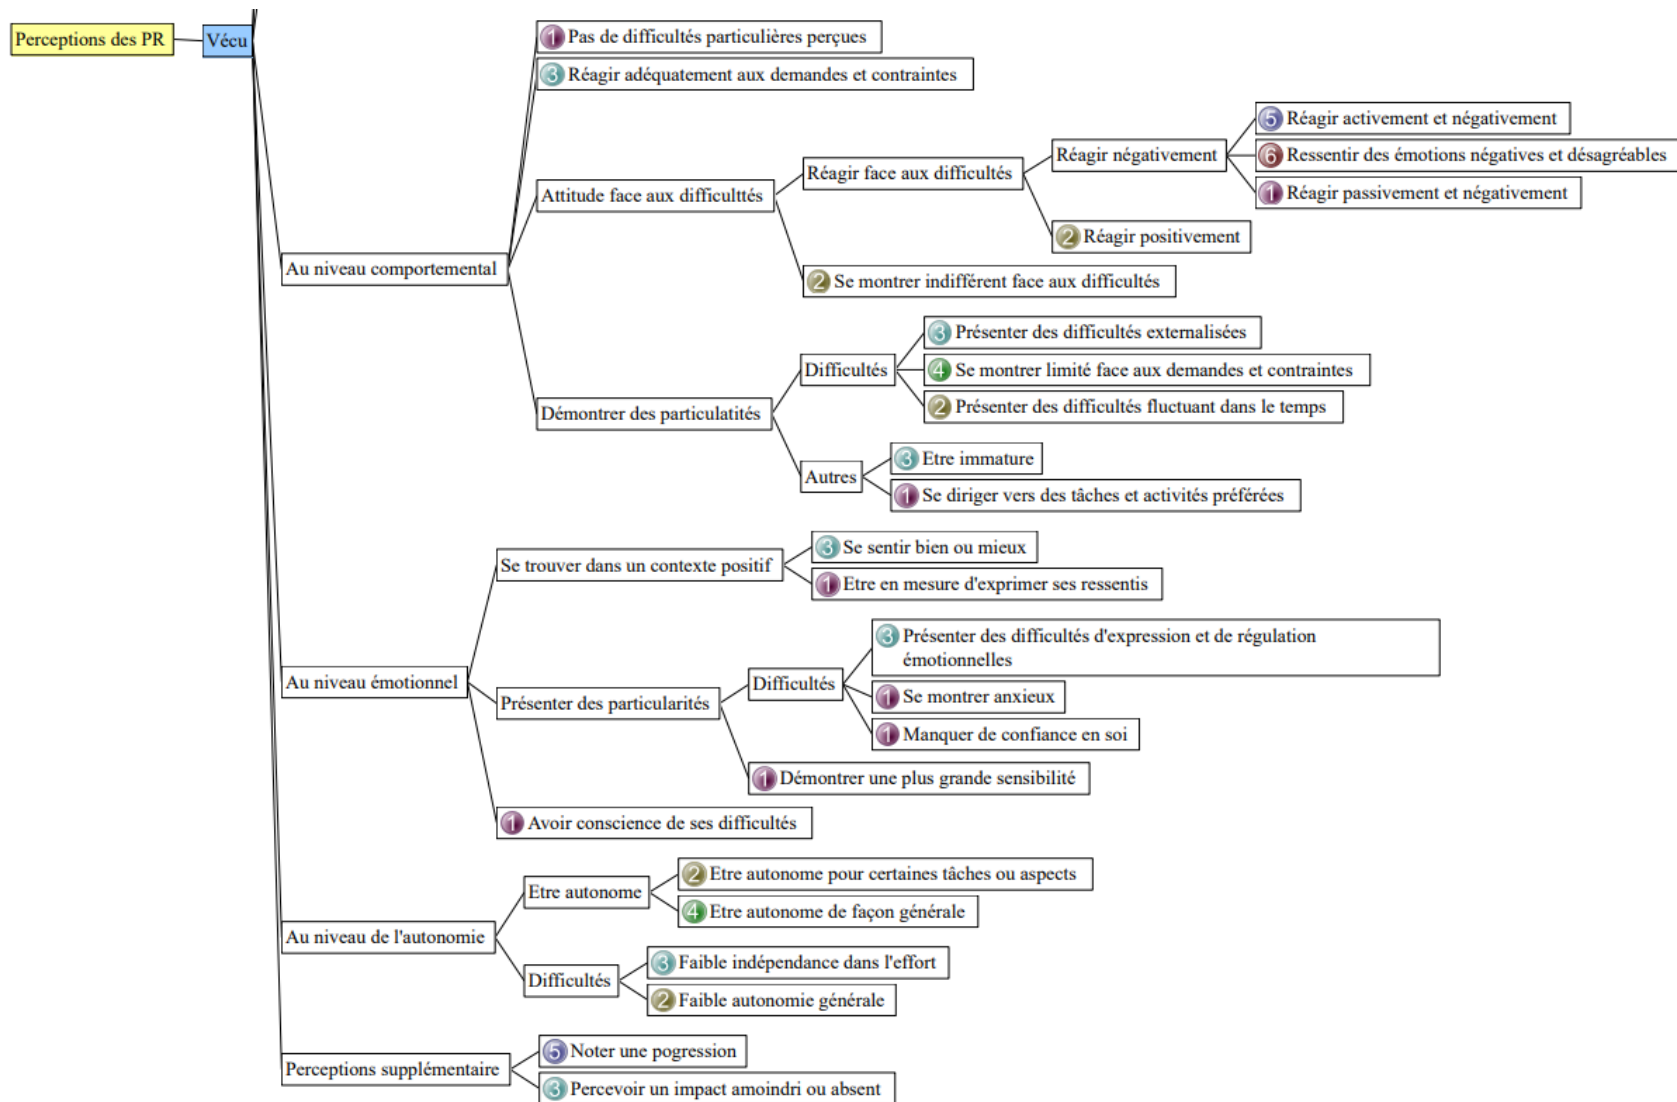 Perceptions des PR
Vécu
1 Pas de difficultés particulières perçues
3 Réagir adéquatement aux demandes et contraintes
5 Réagir activement et négativement
Réagir négativement
6 Ressentir des émotions négatives et désagréables
Réagir face aux difficultés
1 Réagir passivement et négativement
Attitude face aux difficulttés
2 Réagir positivement
Au niveau comportemental
2 Se montrer indifférent face aux difficultés
3 Présenter des difficultés externalisées
Difficultés
4 Se montrer limité face aux demandes et contraintes
2 Présenter des difficultés fluctuant dans le temps
Démontrer des particulatités
3 Etre immature
Autres
1 Se diriger vers des tâches et activités préférées
3 Se sentir bien ou mieux
Se trouver dans un contexte positif
1 Etre en mesure d'exprimer ses ressentis
3 Présenter des difficultés d'expression et de régulation
émotionnelles
Au niveau émotionnel
Difficultés
1 Se montrer anxieux
Présenter des particularités
1 Manquer de confiance en soi
1 Démontrer une plus grande sensibilité
1 Avoir conscience de ses difficultés
2 Etre autonome pour certaines tâches ou aspects
Etre autonome
4 Etre autonome de façon générale
Au niveau de l'autonomie
3 Faible indépendance dans l'effort
Difficultés
2 Faible autonomie générale
5 Noter une pogression
Perceptions supplémentaire
3 Percevoir un impact amoindri ou absent